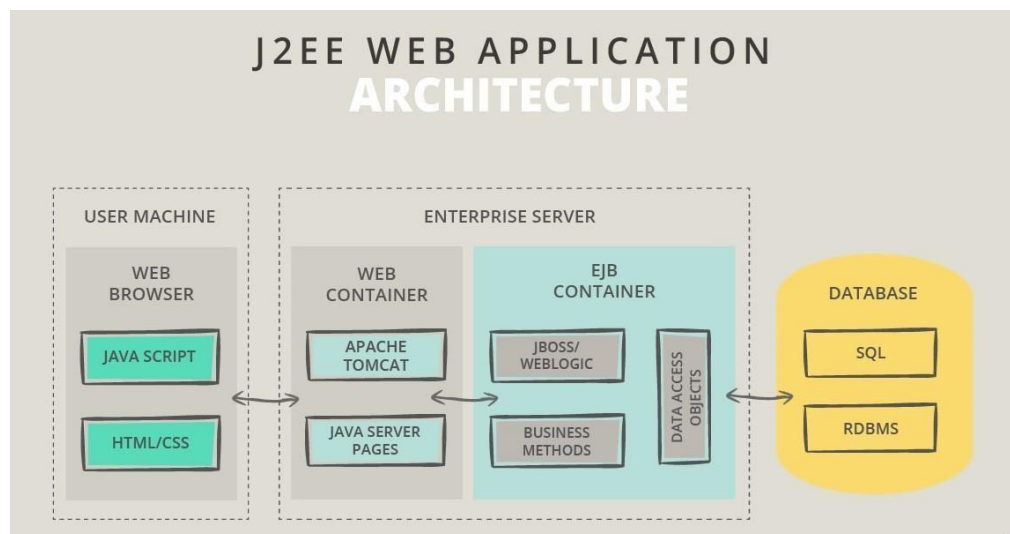 J2EE WEB APPLICATION
ARCHITECTURE
USER MACHINE
WEB
BROWSER
JAVA SCRIPT
HTML/CSS
ENTERPRISE SERVER
WEB
CONTAINER
APACHE
TOMCAT
JAVA SERVER
PAGES
EJB
CONTAINER
JBOSS/
WEBLOGIC
BUSINESS
METHODS
DATA ACCESS
OBJECTS
DATABASE
SQL
RDBMS